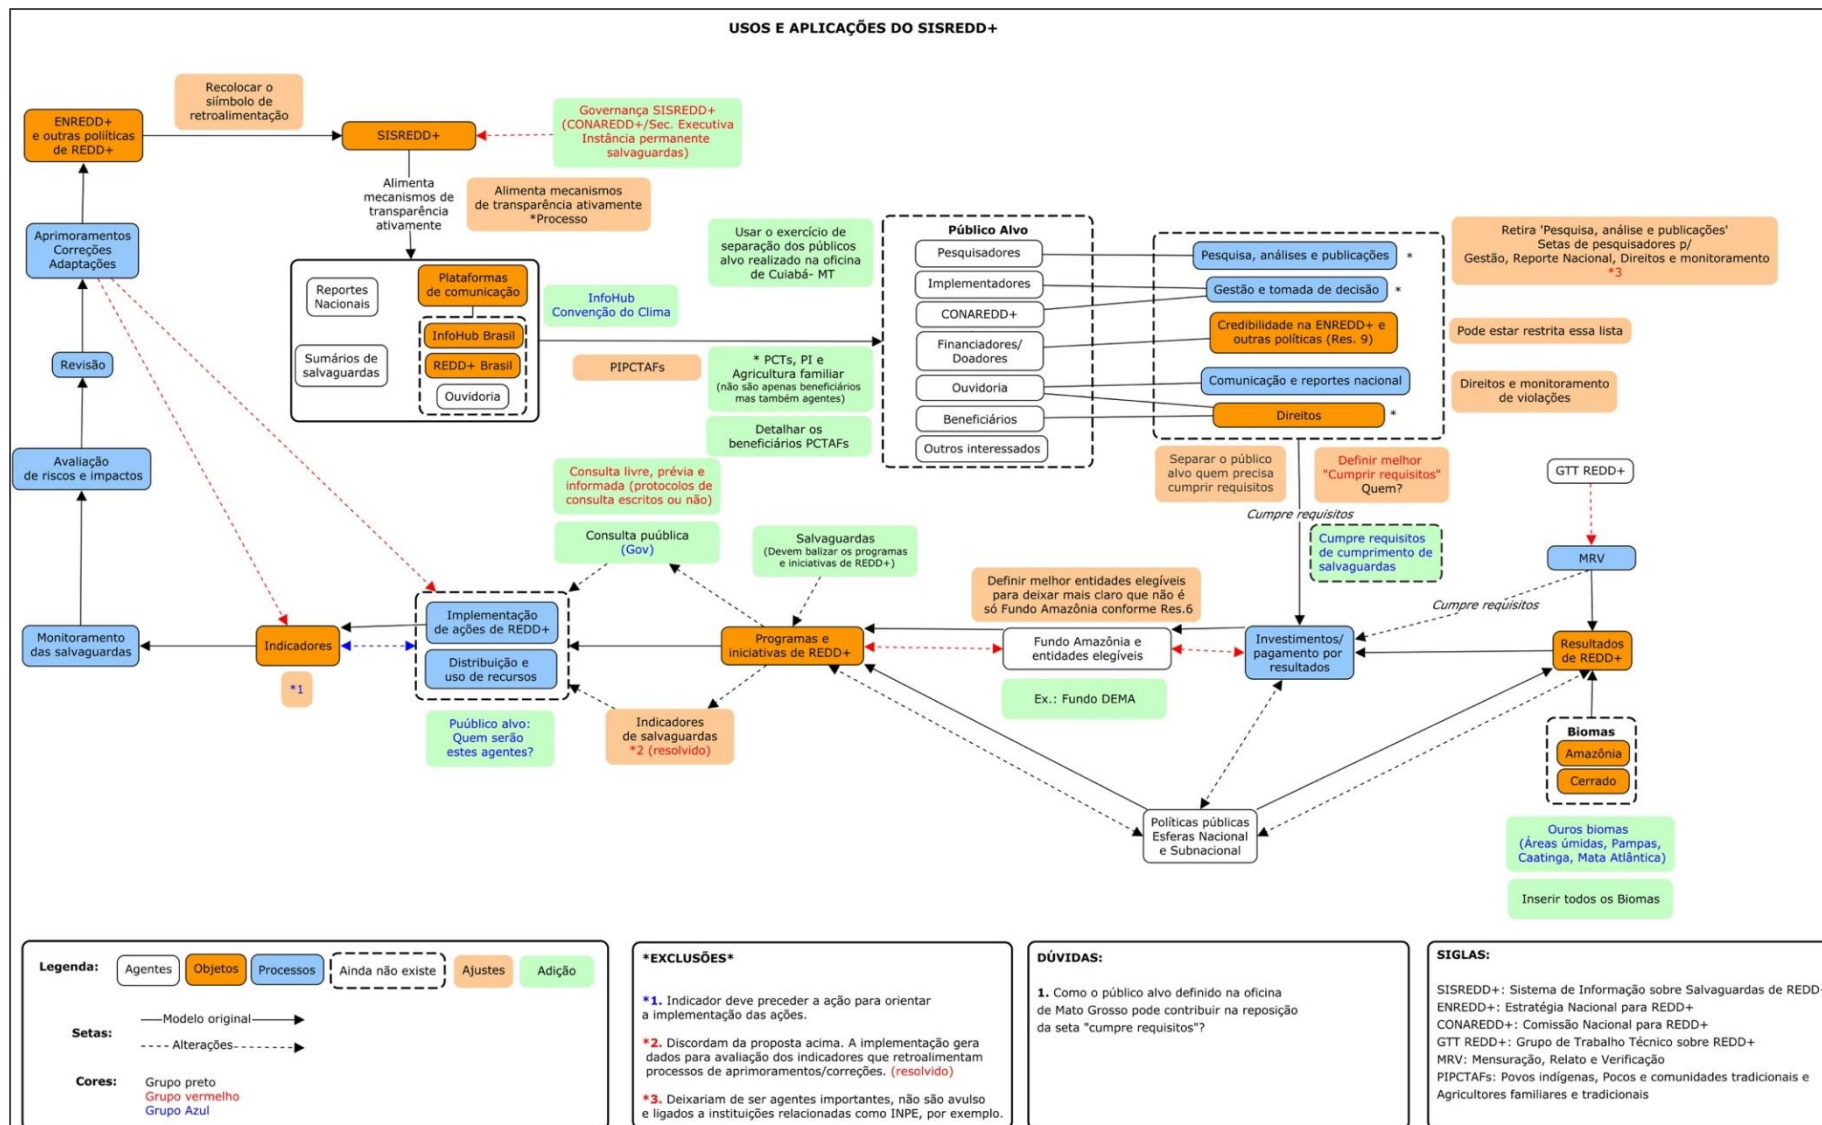 USOS E APLICAÇÕES DO SISREDD+
ENREDD+
e outras poliíticas
de REDD+
Recolocar o
siímbolo de
retroalimentação
SISREDD+
Governança SISREDD+
(CONAREDD+/Sec. Executiva
Instância permanente
salvaguardas)
Alimenta
mecanismos de
transparência
ativamente
Alimenta mecanismos
de transparência ativamente
*Processo
Aprimoramentos
Correções
Adaptações
Reportes
Nacionais
Plataformas
de comunicação
InfoHub Brasil
REDD+ Brasil
Ouvidoria
Sumários de
salvaguardas
InfoHub
Convenção do Clima
PIPCTAFs
Usar o exercício de
separação dos públicos
alvo realizado na oficina
de Cuiabá- MT
* PCTs, PI e
Agricultura familiar
(não são apenas beneficiários
mas também agentes)
Detalhar os
beneficiários PCTAFs
Público Alvo
Pesquisadores
Implementadores
CONAREDD+
Financiadores/
Doadores
Ouvidoria
Beneficiários
Outros interessados
Pesquisa, análises e publicações *
Gestão e tomada de decisão *
Credibilidade na ENREDD+ e
outras políticas (Res. 9)
Comunicação e reportes nacional
Direitos *
Retira 'Pesquisa, análise e publicações'
Setas de pesquisadores p/
Gestão, Reporte Nacional, Direitos e monitoramento
*3
Pode estar restrita essa lista
Direitos e monitoramento
de violações
Revisão
Avaliação
de riscos e impactos
Monitoramento
das salvaguardas
Indicadores
*1
Consulta livre, prévia e
informada (protocolos de
consulta escritos ou não)
Consulta puública
(Gov)
Salvaguardas
(Devem balizar os programas
e iniciativas de REDD+)
Implementação
de ações de REDD+
Distribuição e
uso de recursos
Puúblico alvo:
Quem serão
estes agentes?
Indicadores
de salvaguardas
*2 (resolvido)
Programas e
iniciativas de REDD+
Definir melhor entidades elegíveis
para deixar mais claro que não é
só Fundo Amazônia conforme Res.6
Fundo Amazônia e
entidades elegíveis
Ex.: Fundo DEMA
Separar o público
alvo quem precisa
cumprir requisitos
Definir melhor
"Cumprir requisitos"
Quem?
Cumpre requisitos
Cumpre requisitos
de cumprimento de
salvaguardas
GTT REDD+
MRV
Cumpre requisitos
Investimentos/
pagamento por
resultados
Resultados
de REDD+
Biomas
Amazônia
Cerrado
Políticas públicas
Esferas Nacional
e Subnacional
Ouros biomas
(Áreas úmidas, Pampas,
Caatinga, Mata Atlântica)
Inserir todos os Biomas
Legenda: Agentes Objetos Processos Ainda não existe Ajustes Adição
Setas:
Modelo original
Alterações
Cores:
Grupo preto
Grupo vermelho
Grupo Azul
*EXCLUSÕES*
*1. Indicador deve preceder a ação para orientar
a implementação das ações.
*2. Discordam da proposta acima. A implementação gera
dados para avaliação dos indicadores que retroalimentam
processos de aprimoramentos/correções. (resolvido)
*3. Deixariam de ser agentes importantes, não são avulso
e ligados a instituições relacionadas como INPE, por exemplo.
DÚVIDAS:
1. Como o público alvo definido na oficina
de Mato Grosso pode contribuir na reposição
da seta "cumpre requisitos"?
SIGLAS:
SISREDD+: Sistema de Informação sobre Salvaguardas de REDD+
ENREDD+: Estratégia Nacional para REDD+
CONAREDD+: Comissão Nacional para REDD+
GTT REDD+: Grupo de Trabalho Técnico sobre REDD+
MRV: Mensuração, Relato e Verificação
PIPCTAFs: Povos indígenas, Pocos e comunidades tradicionais e
Agricultores familiares e tradicionais